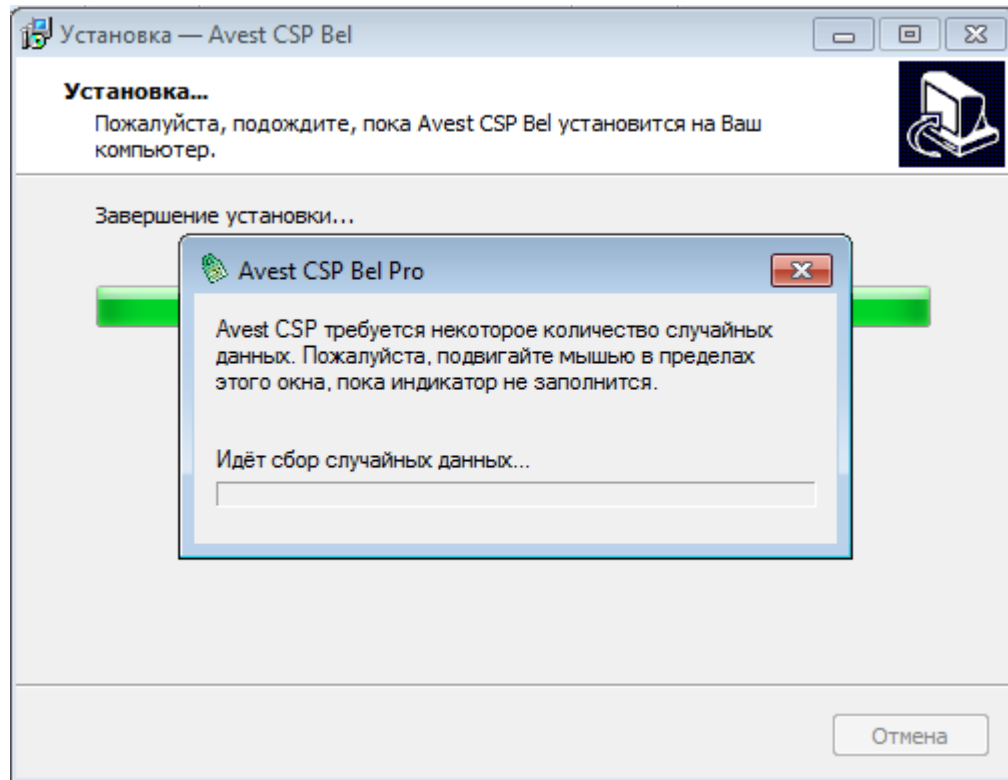 Установка — Avest CSP Bel
Установка...
Пожалуйста, подождите, пока Avest CSP Bel установится на Ваш
компьютер.
Завершение установки...
Avest CSP Bel Pro
Avest CSP требуется некоторое количество случайных
данных. Пожалуйста, подвигайте мышью в пределах
этого окна, пока индикатор не заполнится.
Идёт сбор случайных данных...
Отмена